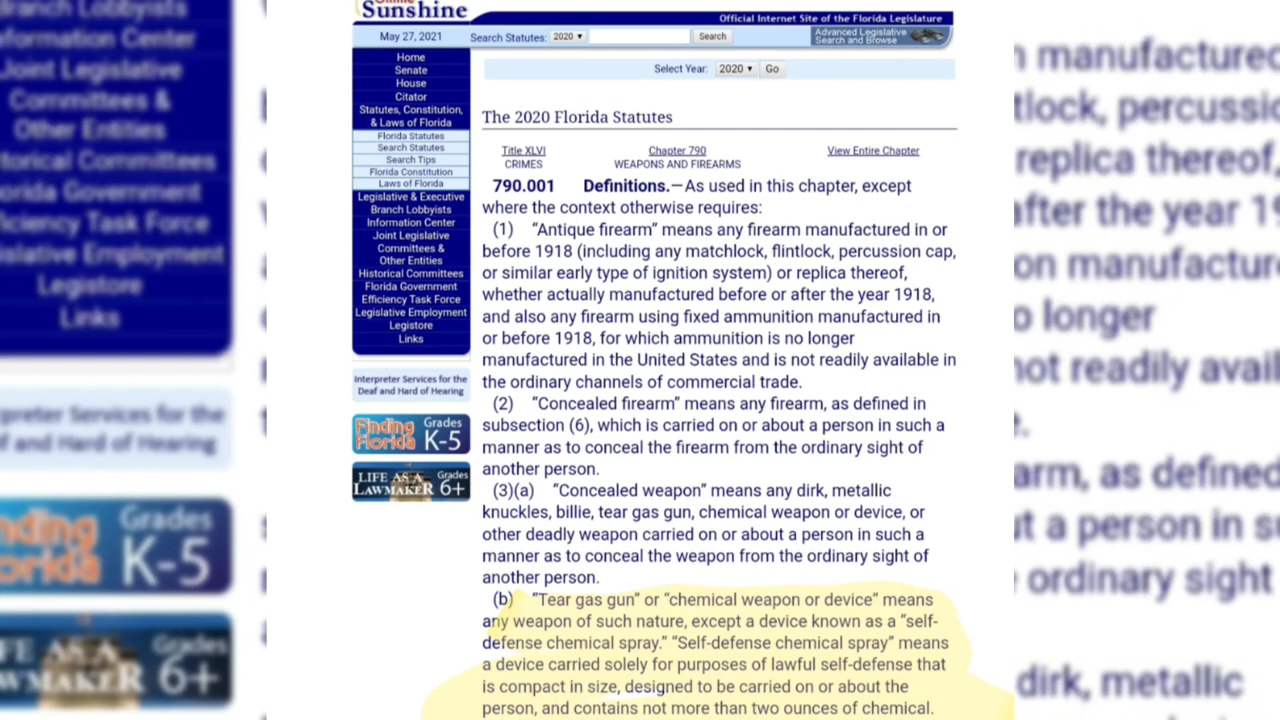 Online
Sunshine
Official Internet Site of the Florida Legislature
May 27, 2021
Search Statutes: 2020 Search
Advanced Legislative
Search and Browse
Home
Senate
House
Citator
Statutes, Constitution,
& Laws of Florida
Florida Statutes
Search Statutes
Search Tips
Florida Constitution
Laws of Florida
Legislative & Executive
Branch Lobbyists
Information Center
Joint Legislative
Committees &
Other Entities
Historical Committees
Florida Government
Efficiency Task Force
Legislative Employment
Legistore
Links
Interpreter Services for the
Deaf and Hard of Hearing
Finding
Florida
Grades
K-5
LIFE AS A
LAWMAKER
Grades
6+
Select Year: 2020 Go
The 2020 Florida Statutes
Title XLVI
CRIMES
Chapter 790
WEAPONS AND FIREARMS
View Entire Chapter
790.001 Definitions.—As used in this chapter, except
where the context otherwise requires:
(1) “Antique firearm” means any firearm manufactured in or
before 1918 (including any matchlock, flintlock, percussion cap,
or similar early type of ignition system) or replica thereof,
whether actually manufactured before or after the year 1918,
and also any firearm using fixed ammunition manufactured in
or before 1918, for which ammunition is no longer
manufactured in the United States and is not readily available in
the ordinary channels of commercial trade.
(2) “Concealed firearm” means any firearm, as defined in
subsection (6), which is carried on or about a person in such a
manner as to conceal the firearm from the ordinary sight of
another person.
(3)(a) “Concealed weapon” means any dirk, metallic
knuckles, billie, tear gas gun, chemical weapon or device, or
other deadly weapon carried on or about a person in such a
manner as to conceal the weapon from the ordinary sight of
another person.
(b) “Tear gas gun” or “chemical weapon or device” means
any weapon of such nature, except a device known as a “self-
defense chemical spray.” “Self-defense chemical spray” means
a device carried solely for purposes of lawful self-defense that
is compact in size, designed to be carried on or about the
person, and contains not more than two ounces of chemical.